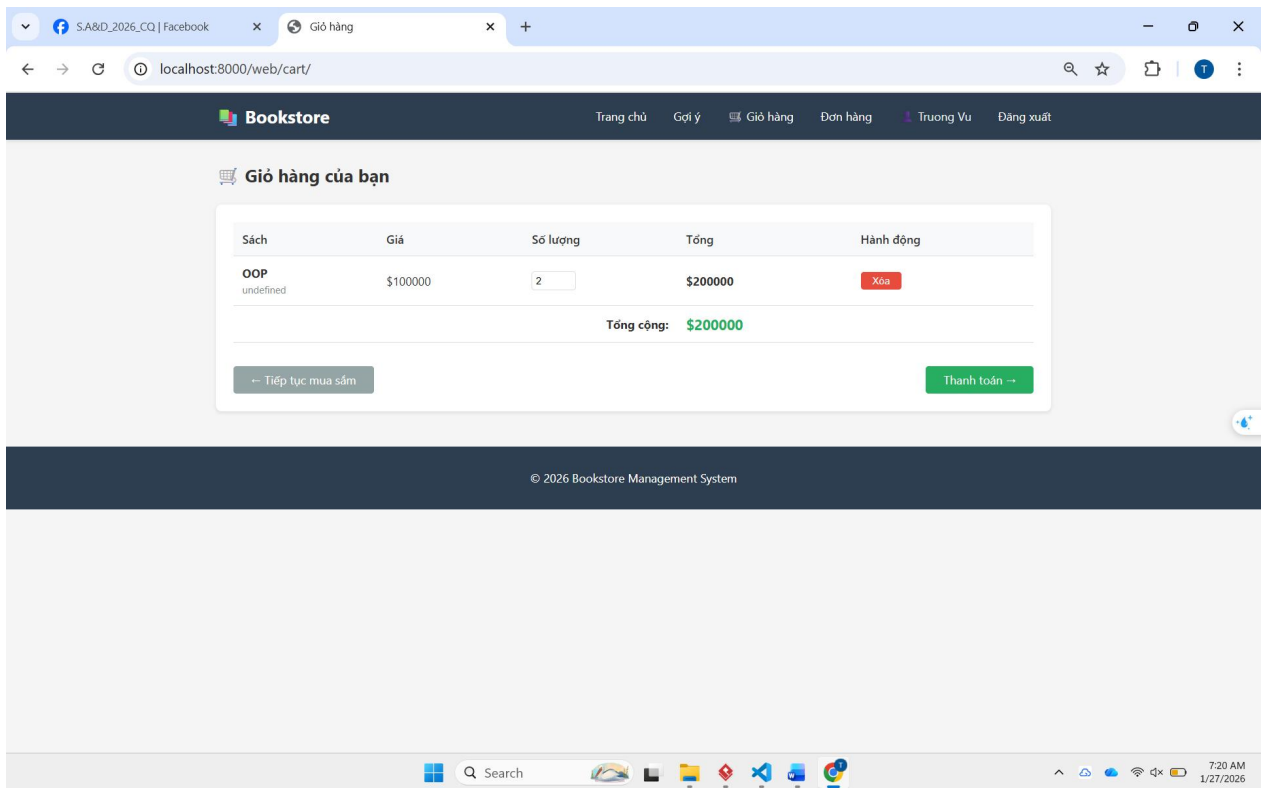 S.A&D_2026_CQ | Facebook
Giỏ hàng
localhost:8000/web/cart/
T
Bookstore
Trang chủ Gợi ý Giỏ hàng Đơn hàng Truong Vu Đăng xuất
Giỏ hàng của bạn
Sách Giá Số lượng Tổng Hành động
OOP
undefined
$100000 2 $200000 Xóa
Tổng cộng: $200000
← Tiếp tục mua sắm Thanh toán →
© 2026 Bookstore Management System
Search
T
7:20 AM
1/27/2026